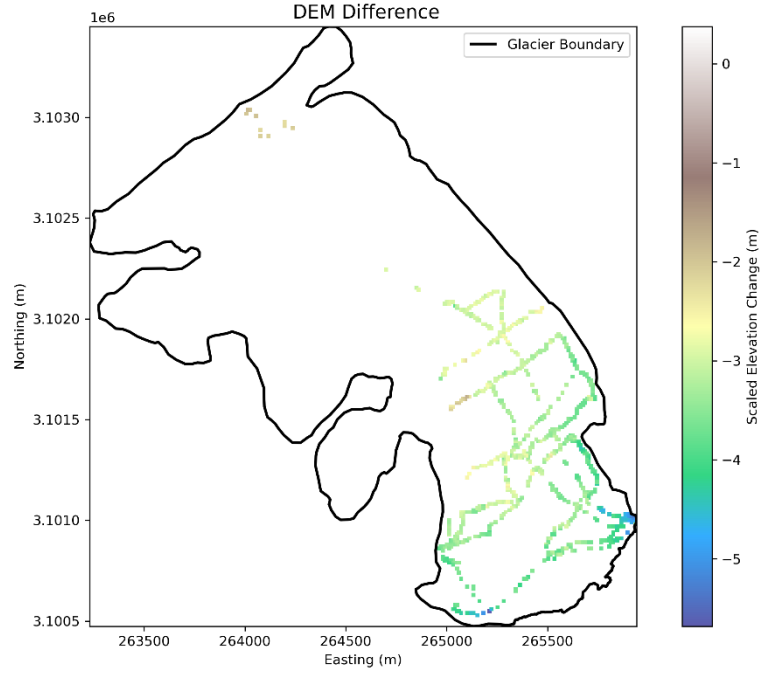 DEM Difference
1e6
Glacier Boundary
3.1030
3.1025
3.1020
3.1015
3.1010
3.1005
Northing (m)
263500 264000 264500 265000 265500
Easting (m)
0
−1
−2
−3
−4
−5
Scaled Elevation Change (m)